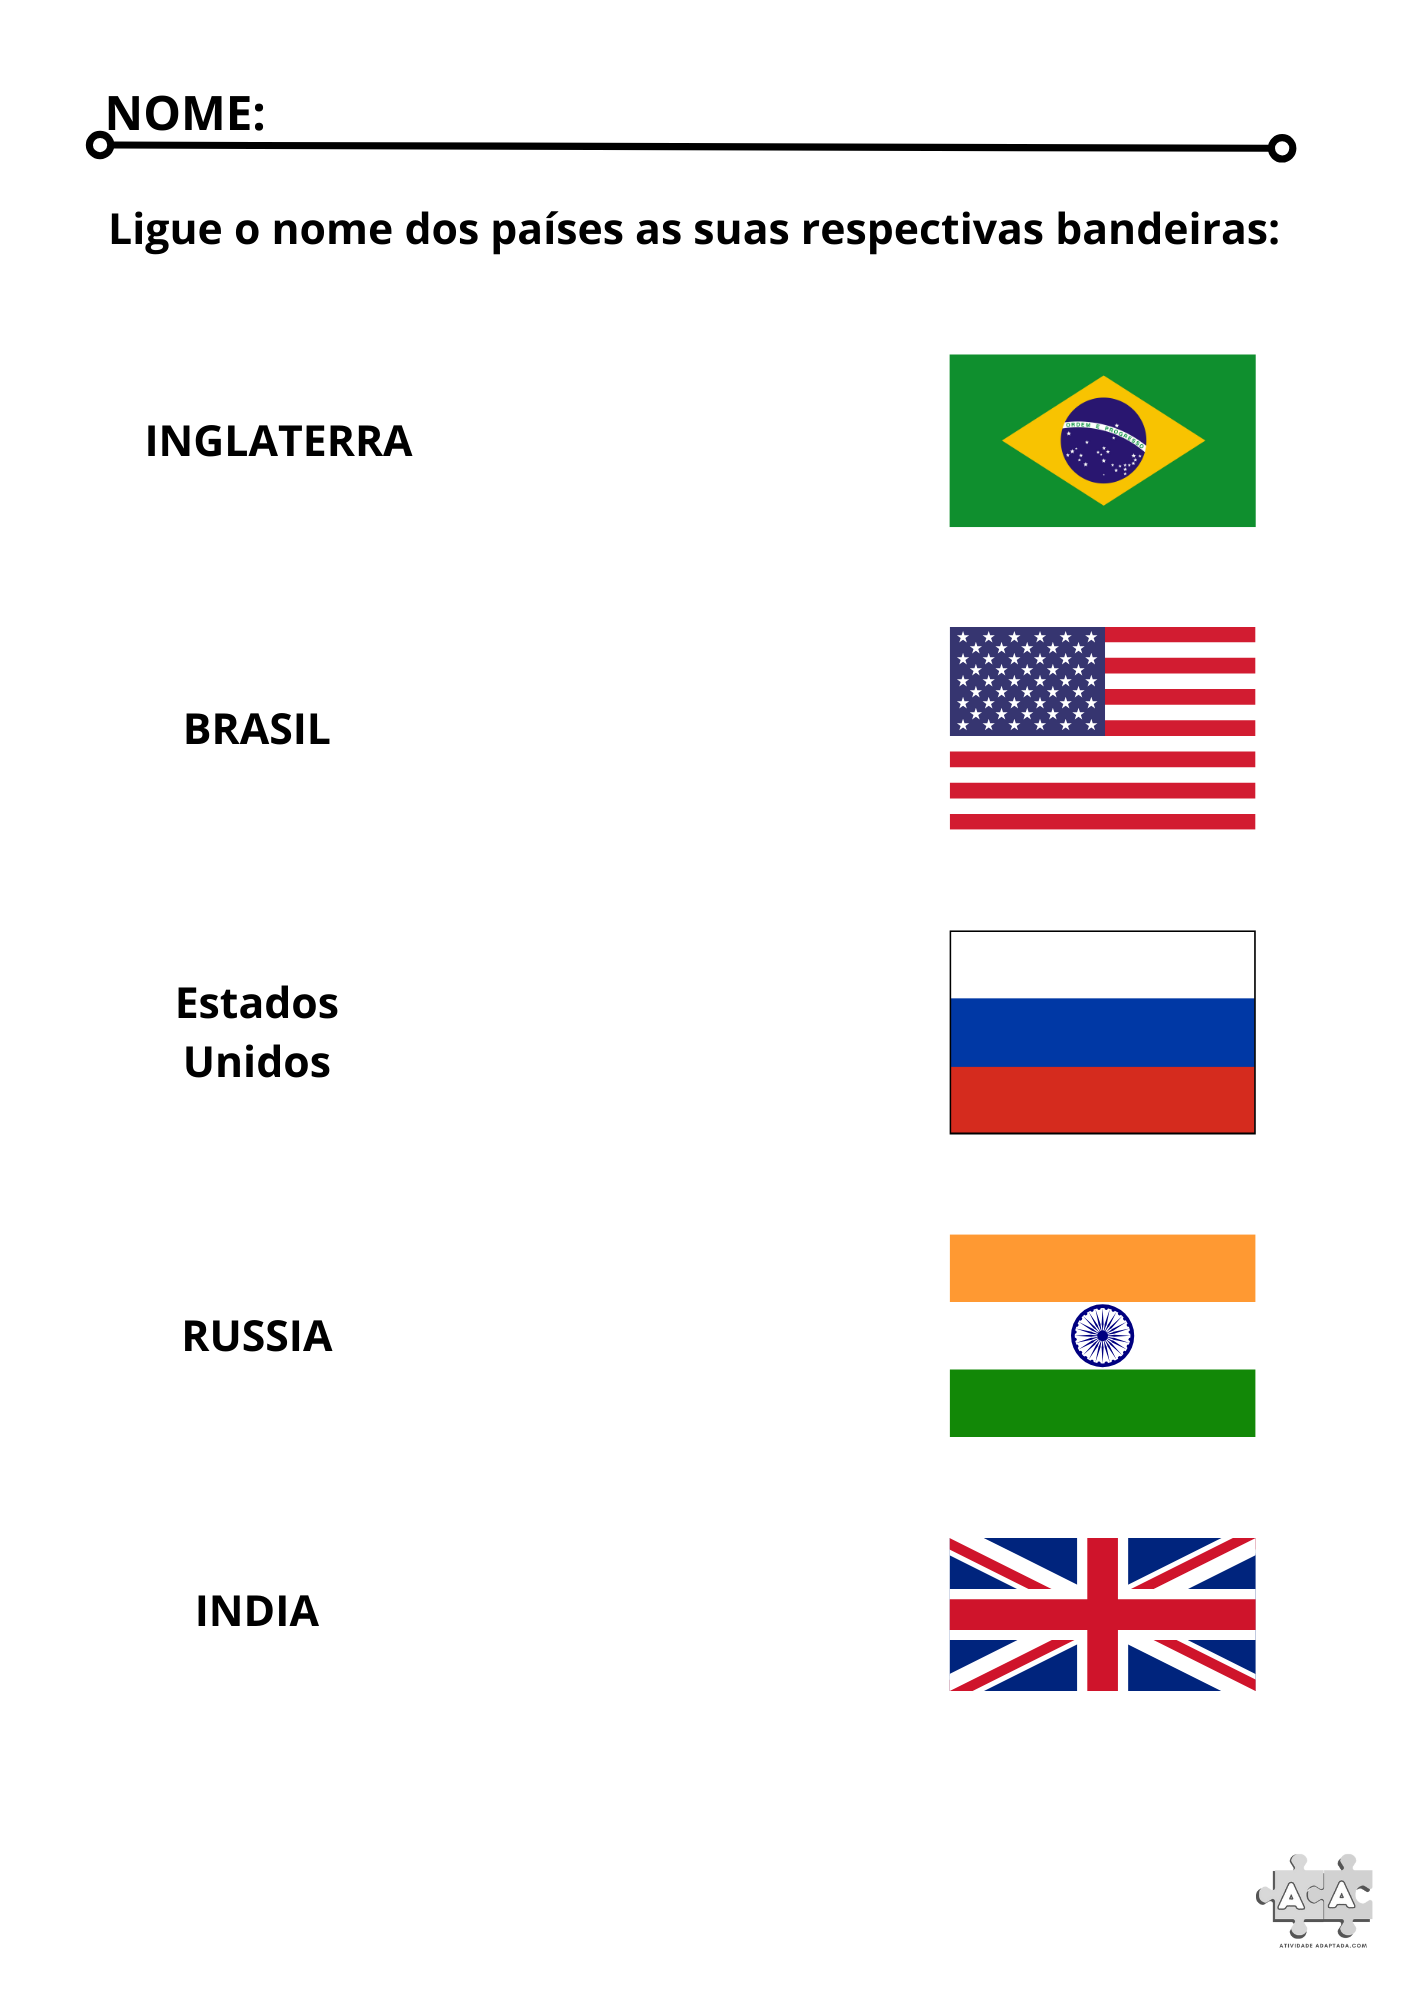 NOME:
Ligue o nome dos países as suas respectivas bandeiras:
INGLATERRA
ORDEM E PROGRESSO
BRASIL
Estados
Unidos
RUSSIA
INDIA
A A
ATIVIDADE ADAPTADA.COM